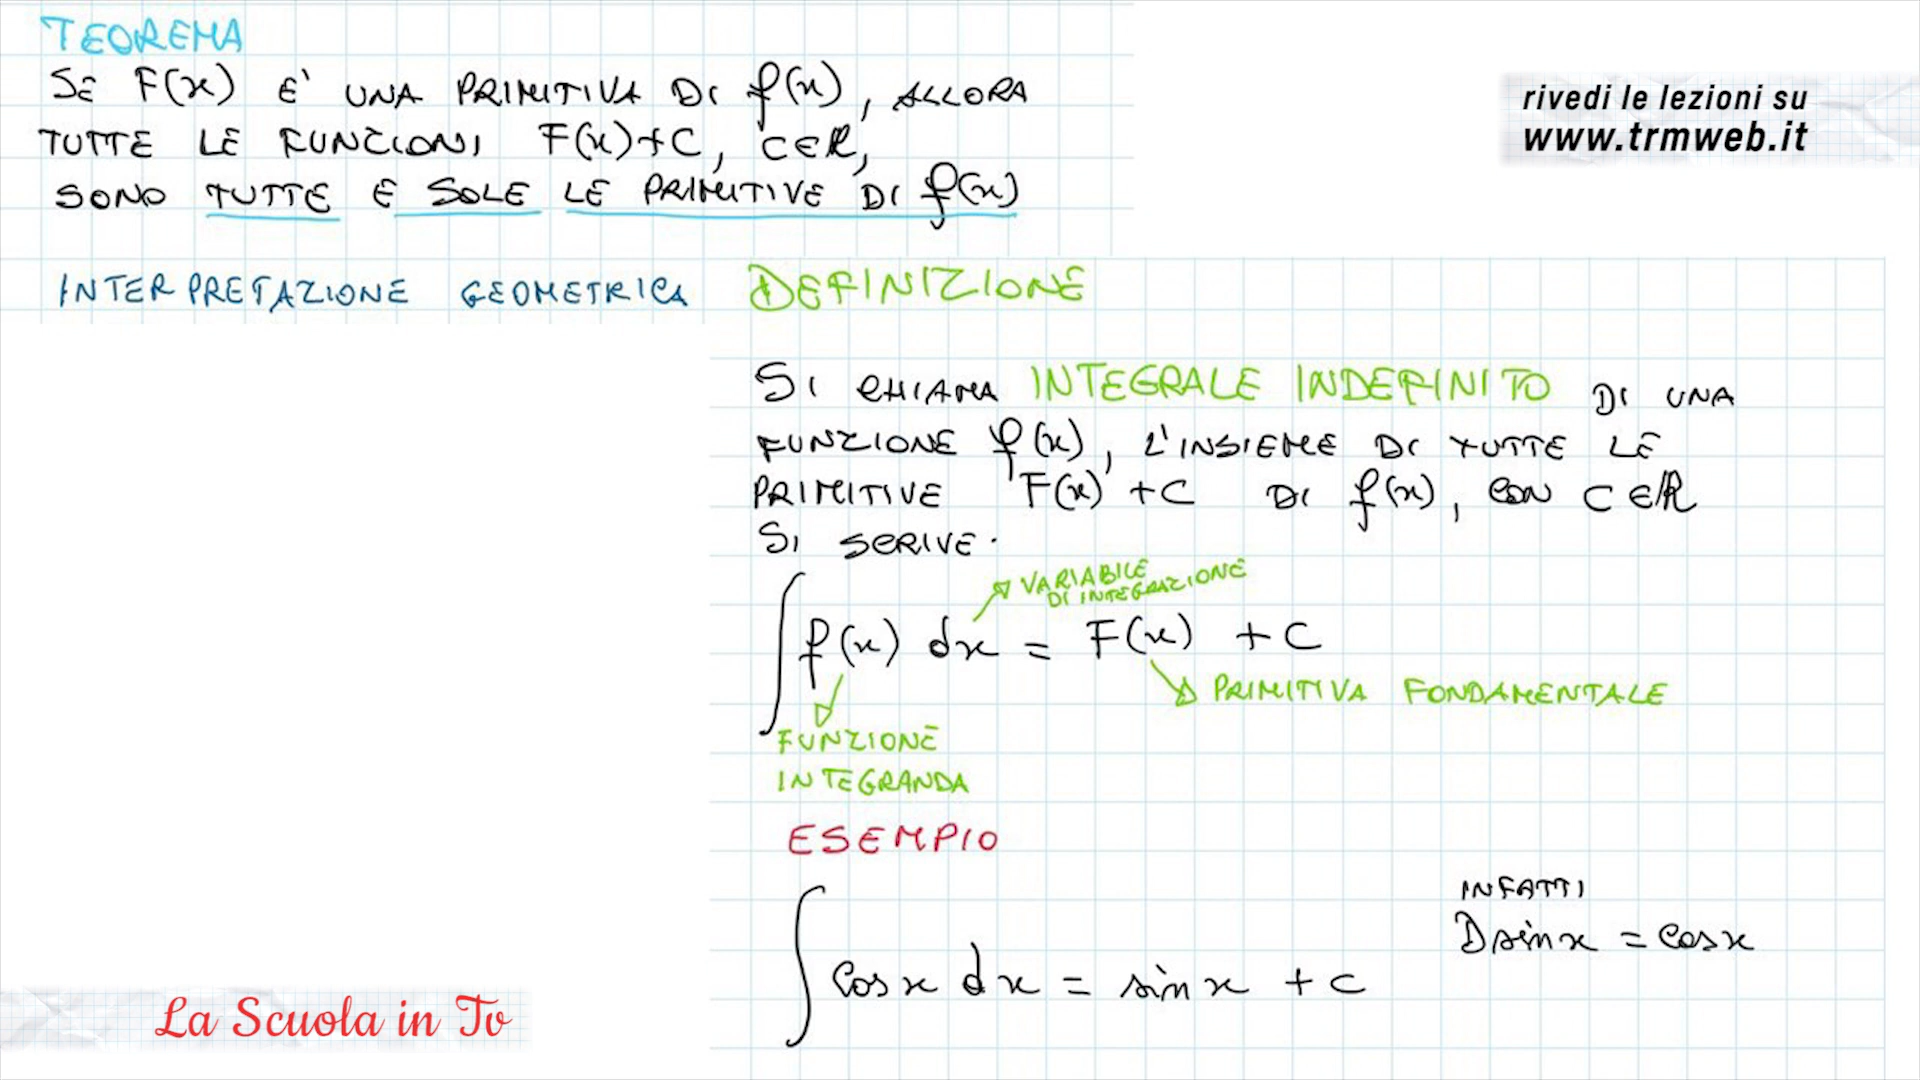 TEOREMA
SE F(x) E' UNA PRIMITIVA DI f(x), ALLORA
TUTTE LE FUNZIONI F(x)+C, C∈R,
SONO TUTTE E SOLE LE PRIMITIVE DI f(x)
rivedi le lezioni su
www.trmweb.it
INTERPRETAZIONE GEOMETRICA
DEFINIZIONE
SI CHIAMA INTEGRALE INDEFINITO DI UNA
FUNZIONE f(x), L'INSIEME DI TUTTE LE
PRIMITIVE F(x) +C DI f(x), CON C∈R
SI SCRIVE.
VARIABILE
DI INTEGRAZIONE
∫ f(x) dx = F(x) + C
PRIMITIVA FONDAMENTALE
FUNZIONE
INTEGRANDA
ESEMPIO
INFATTI
D sin x = cos x
∫ cos x dx = sin x + C
La Scuola in Tv